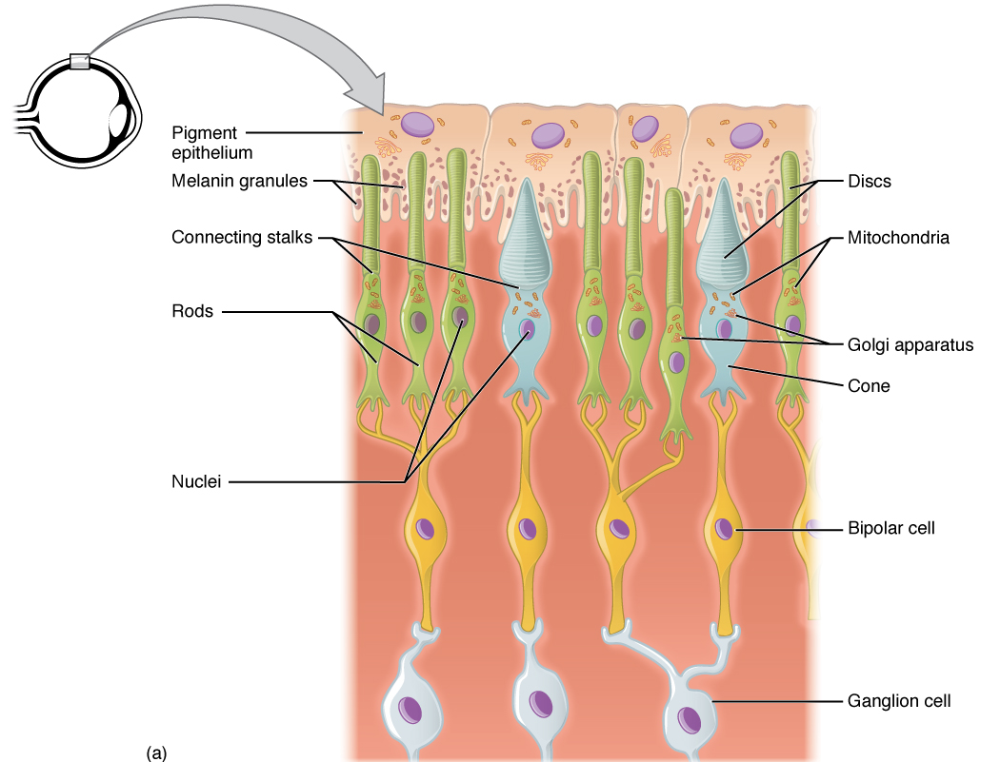 Pigment
epithelium
Melanin granules
Connecting stalks
Rods
Nuclei
Discs
Mitochondria
Golgi apparatus
Cone
Bipolar cell
Ganglion cell
(a)